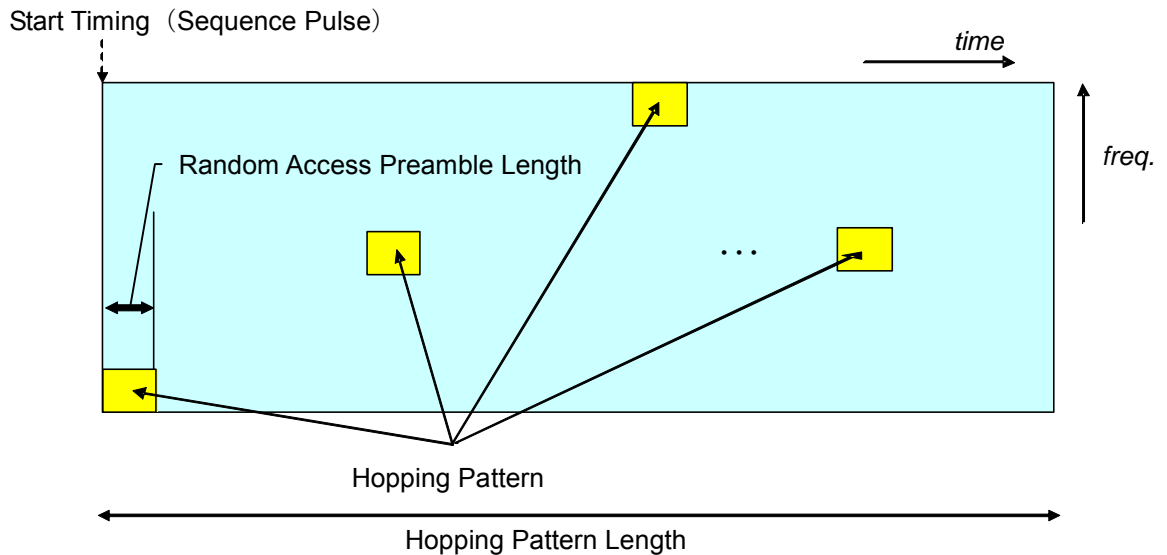 Start Timing（Sequence Pulse）
time
Random Access Preamble Length
freq.
...
Hopping Pattern
Hopping Pattern Length